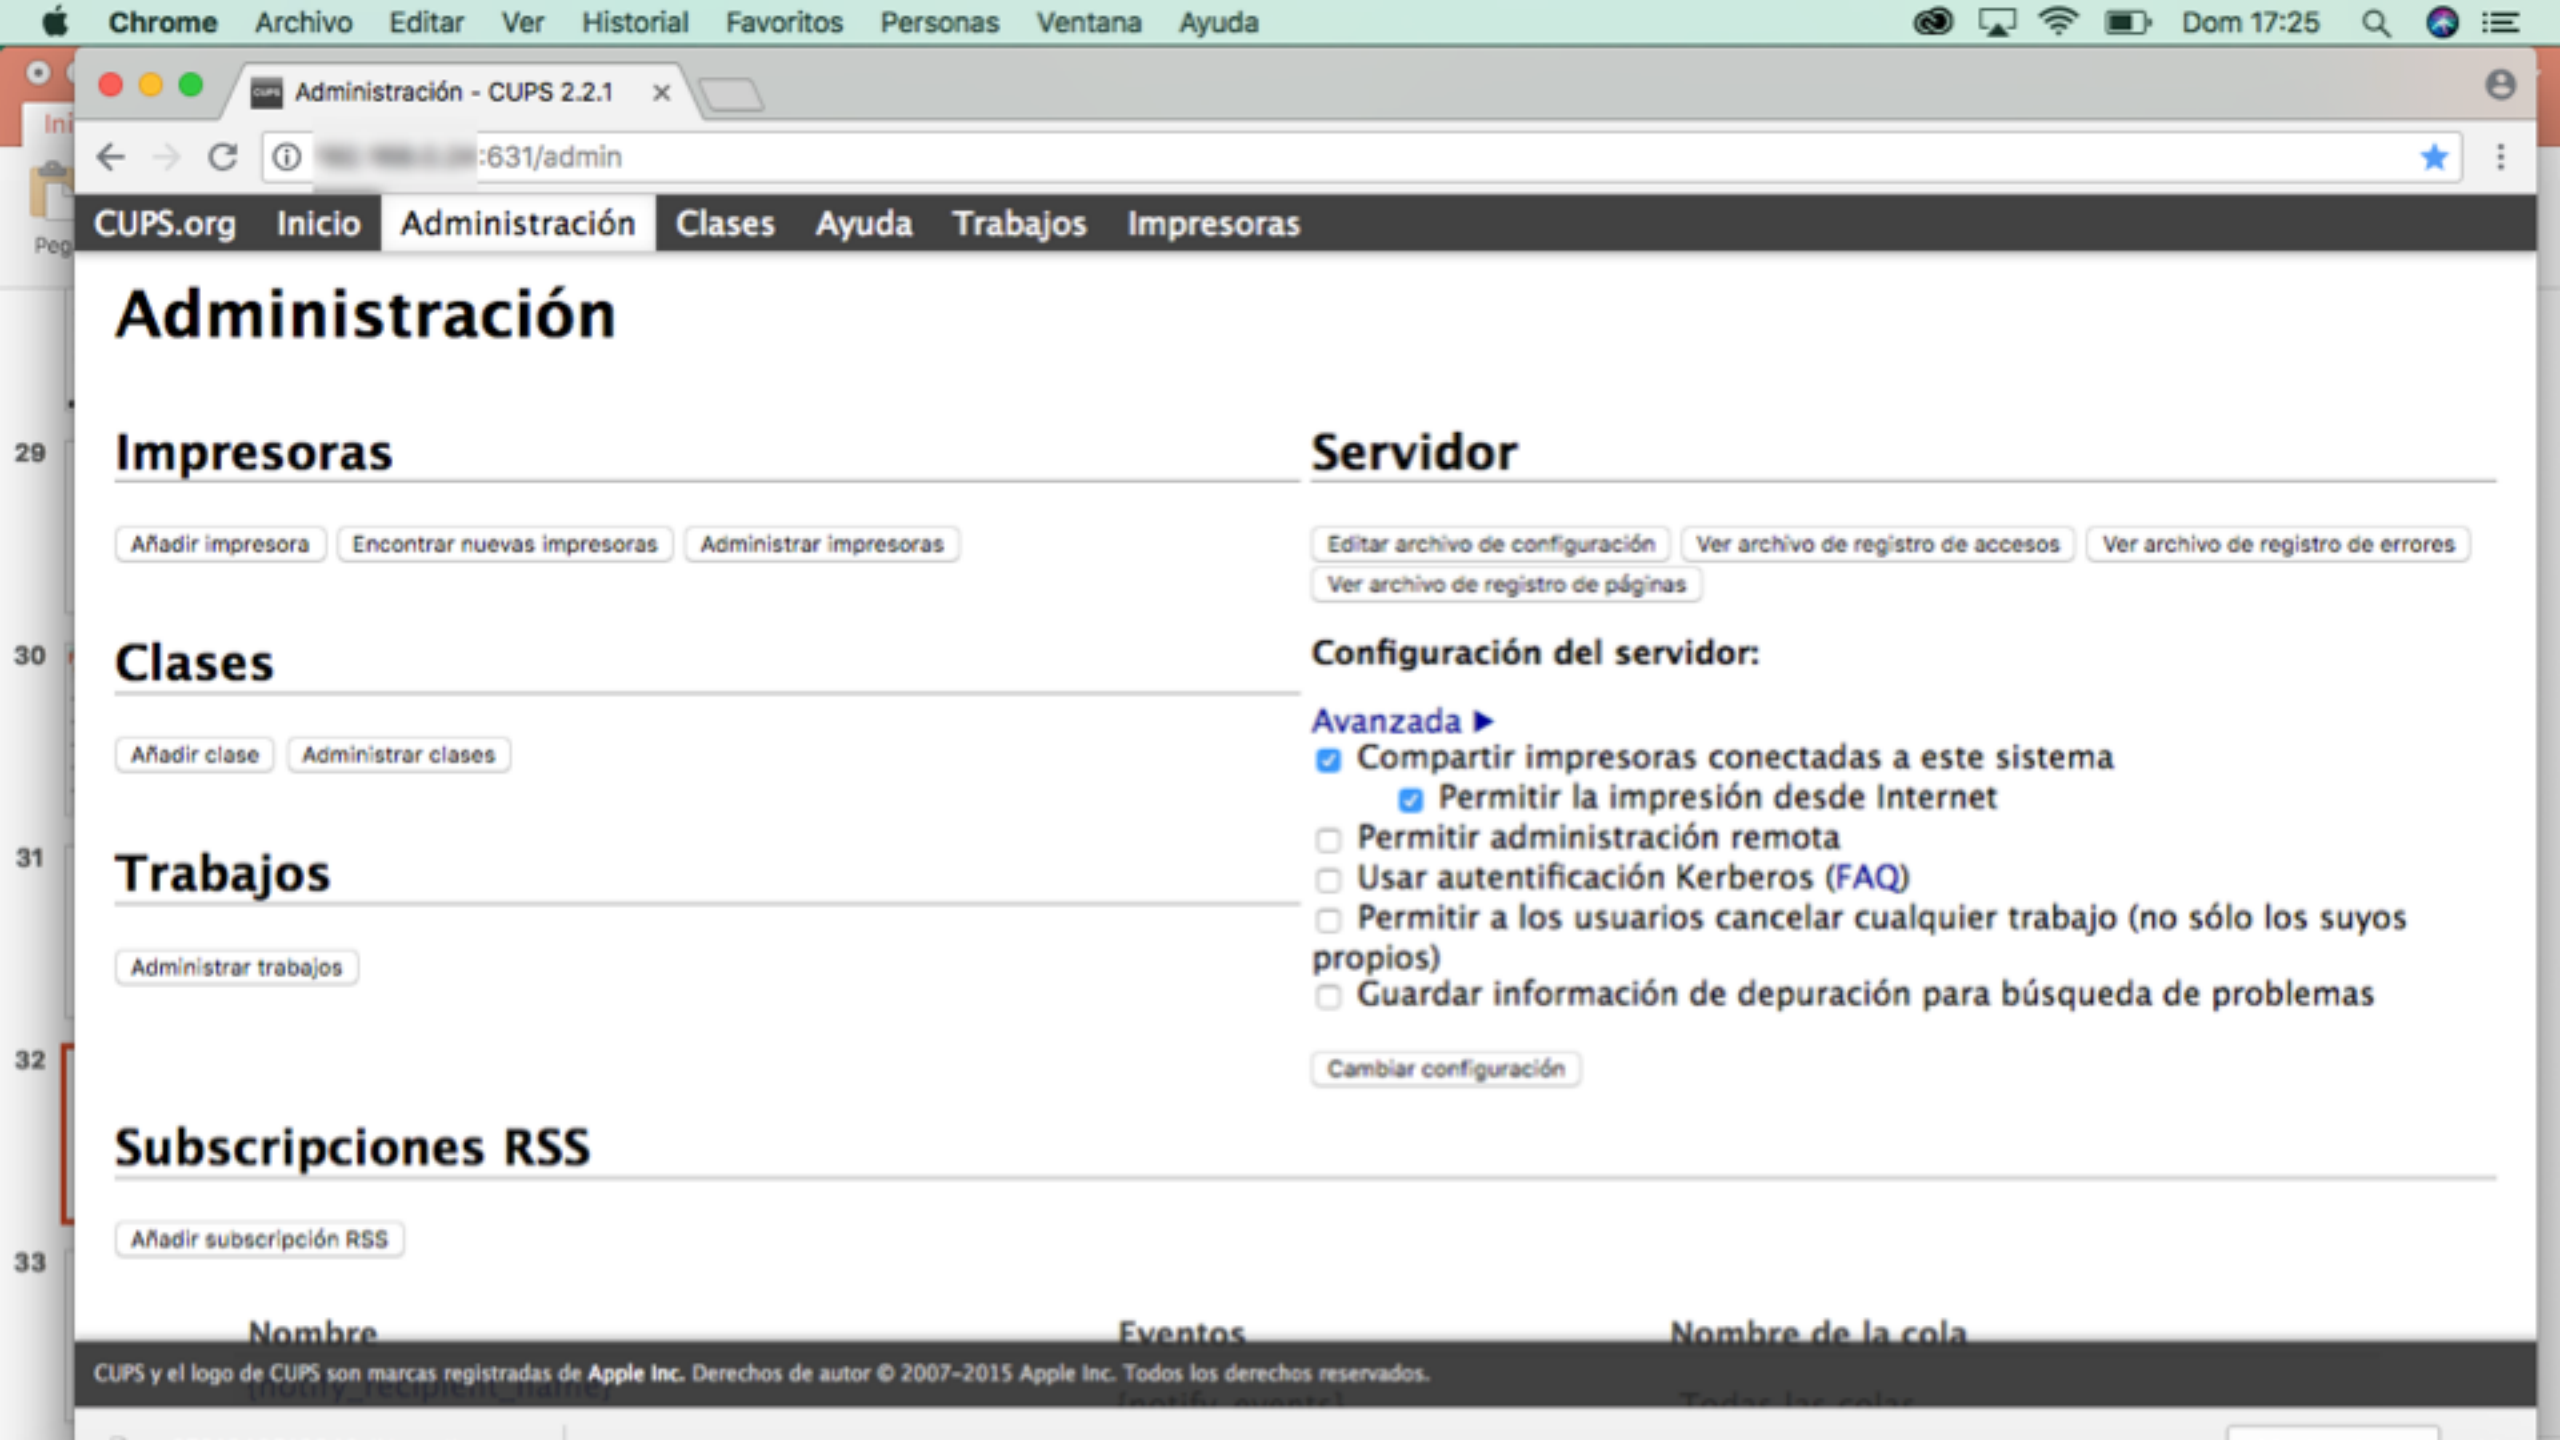 Chrome Archivo Editar Ver Historial Favoritos Personas Ventana Ayuda Dom 17:25
Administración - CUPS 2.2.1
:631/admin
CUPS.org Inicio Administración Clases Ayuda Trabajos Impresoras
Administración
Impresoras
Añadir impresora Encontrar nuevas impresoras Administrar impresoras
Clases
Añadir clase Administrar clases
Trabajos
Administrar trabajos
Servidor
Editar archivo de configuración Ver archivo de registro de accesos Ver archivo de registro de errores
Ver archivo de registro de páginas
Configuración del servidor:
Avanzada ▶
Compartir impresoras conectadas a este sistema
Permitir la impresión desde Internet
Permitir administración remota
Usar autentificación Kerberos (FAQ)
Permitir a los usuarios cancelar cualquier trabajo (no sólo los suyos
propios)
Guardar información de depuración para búsqueda de problemas
Cambiar configuración
Subscripciones RSS
Añadir subscripción RSS
Nombre Eventos Nombre de la cola
CUPS y el logo de CUPS son marcas registradas de Apple Inc. Derechos de autor © 2007-2015 Apple Inc. Todos los derechos reservados.
{notify_recipient_name} {notify_events} Todas las colas
Ini
Peg
29
30
31
32
33